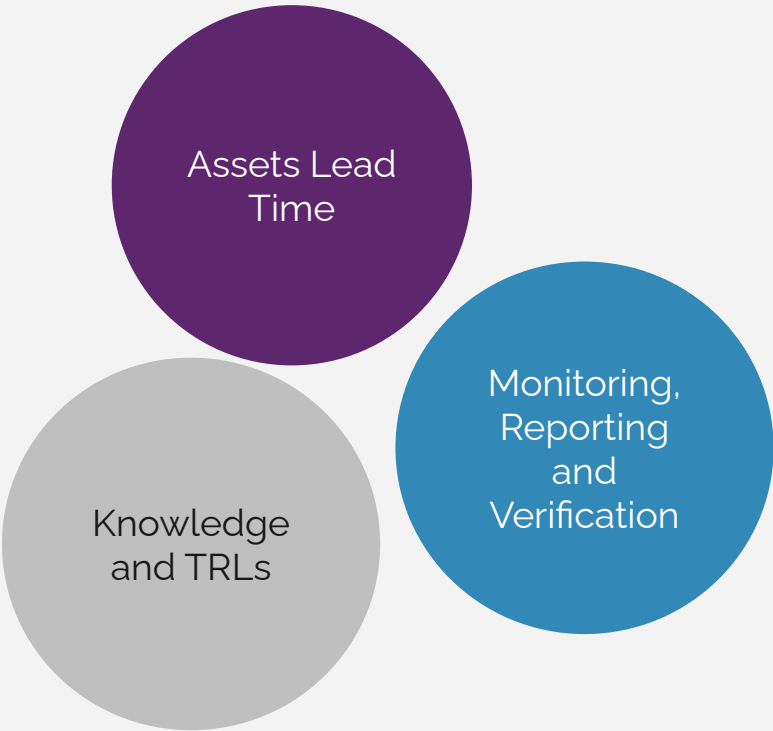 Assets Lead
Time
Monitoring,
Reporting
and
Verification
Knowledge
and TRLs